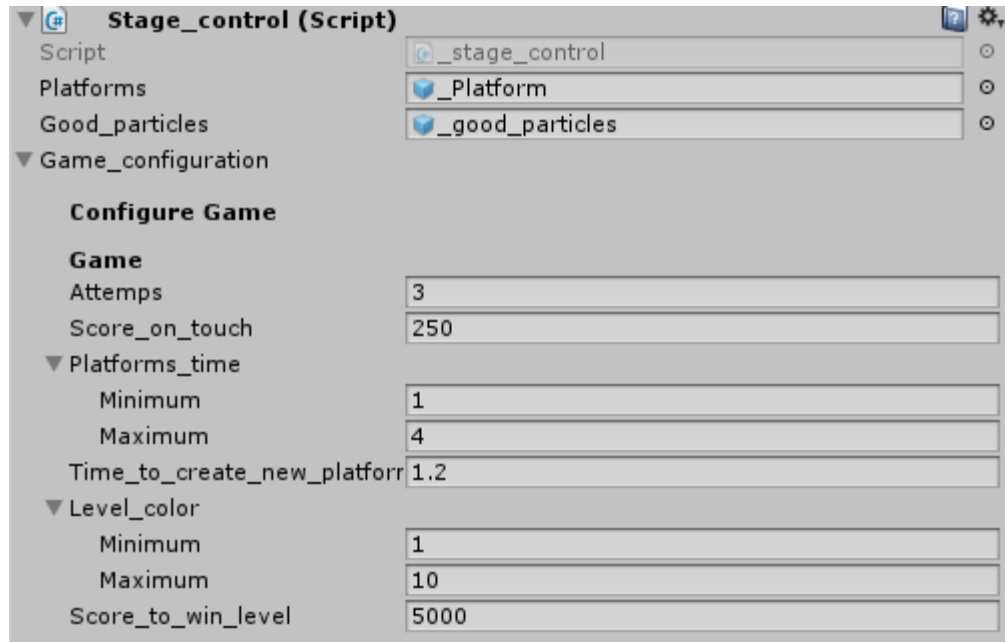 Stage_control (Script)
Script _stage_control
Platforms _Platform
Good_particles _good_particles
Game_configuration
Configure Game
Game
Attemps 3
Score_on_touch 250
Platforms_time
Minimum 1
Maximum 4
Time_to_create_new_platforr 1.2
Level_color
Minimum 1
Maximum 10
Score_to_win_level 5000